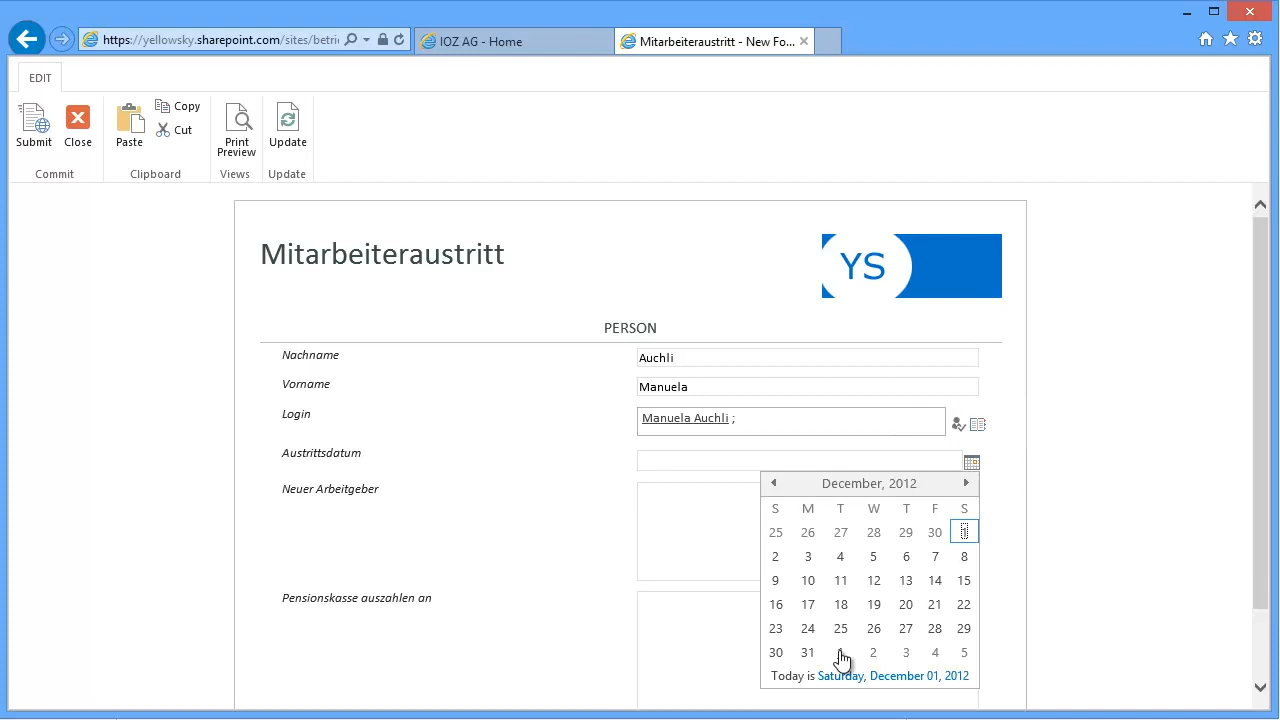 https://yellowsky.sharepoint.com/sites/betri
IOZ AG - Home
Mitarbeiteraustritt - New Fo...
EDIT
Submit
Close
Paste
Copy
Cut
Print Preview
Update
Commit
Clipboard
Views
Update
Mitarbeiteraustritt
YS
PERSON
Nachname
Auchli
Vorname
Manuela
Login
Manuela Auchli ;
Austrittsdatum
Neuer Arbeitgeber
December, 2012
S M T W T F S
25 26 27 28 29 30 1
2 3 4 5 6 7 8
9 10 11 12 13 14 15
16 17 18 19 20 21 22
23 24 25 26 27 28 29
30 31 2 3 4 5
Today is Saturday, December 01, 2012
Pensionskasse auszahlen an